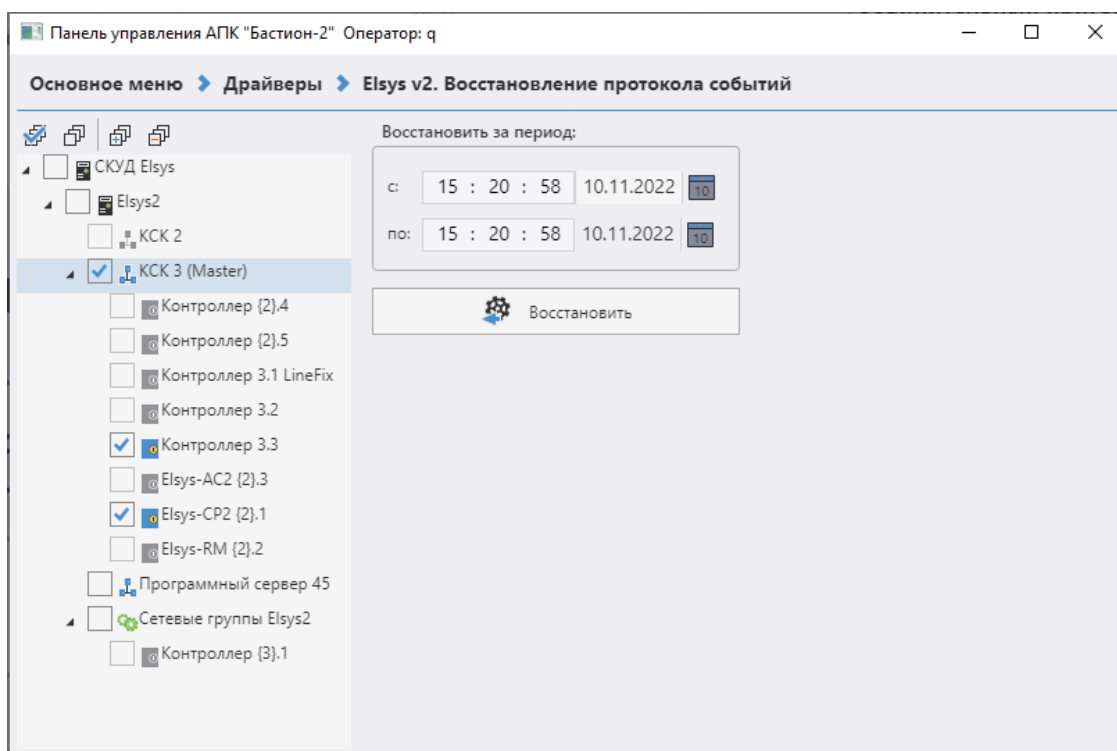 Панель управления АПК "Бастион-2" Оператор: q
Основное меню Драйверы Elsys v2. Восстановление протокола событий
Восстановить за период:
с: 15 : 20 : 58 10.11.2022 10
по: 15 : 20 : 58 10.11.2022 10
Восстановить
СКУД Elsys
Elsys2
КСК 2
КСК 3 (Master)
Контроллер {2}.4
Контроллер {2}.5
Контроллер 3.1 LineFix
Контроллер 3.2
Контроллер 3.3
Elsys-AC2 {2}.3
Elsys-CP2 {2}.1
Elsys-RM {2}.2
Программный сервер 45
Сетевые группы Elsys2
Контроллер {3}.1